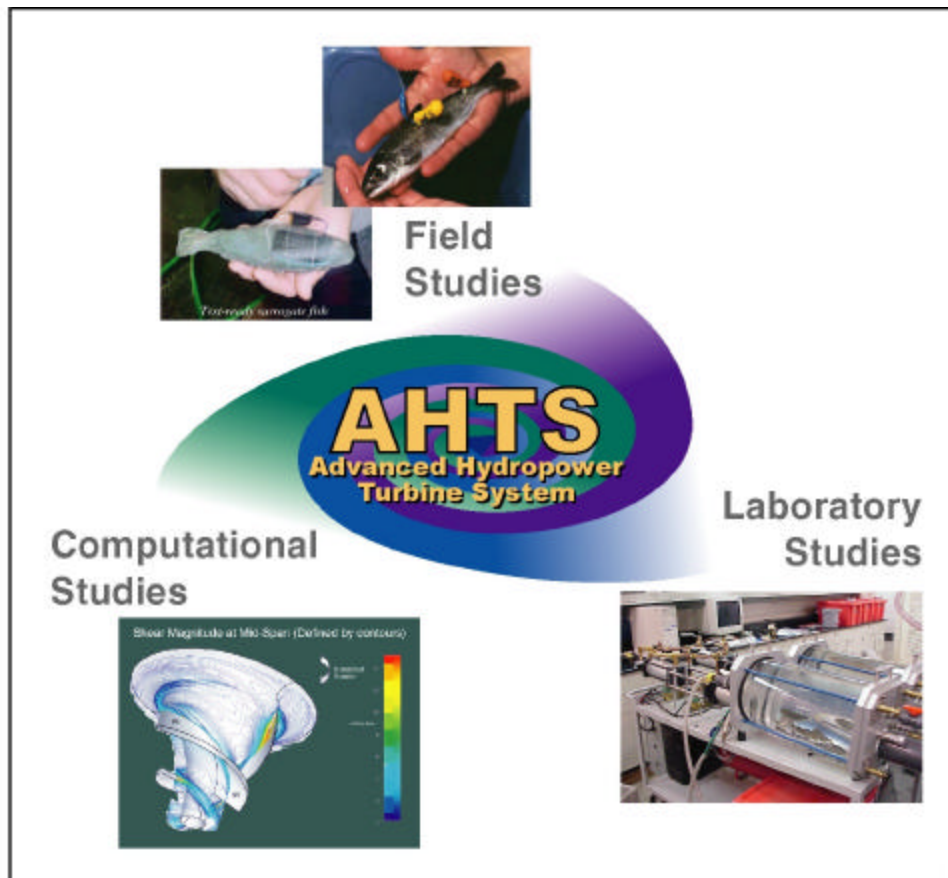 Field
Studies
Test-ready surrogate fish
AHTS
Advanced Hydropower
Turbine System
Laboratory
Studies
Computational
Studies
Shear Magnitude at Mid-Span (Defined by contours)